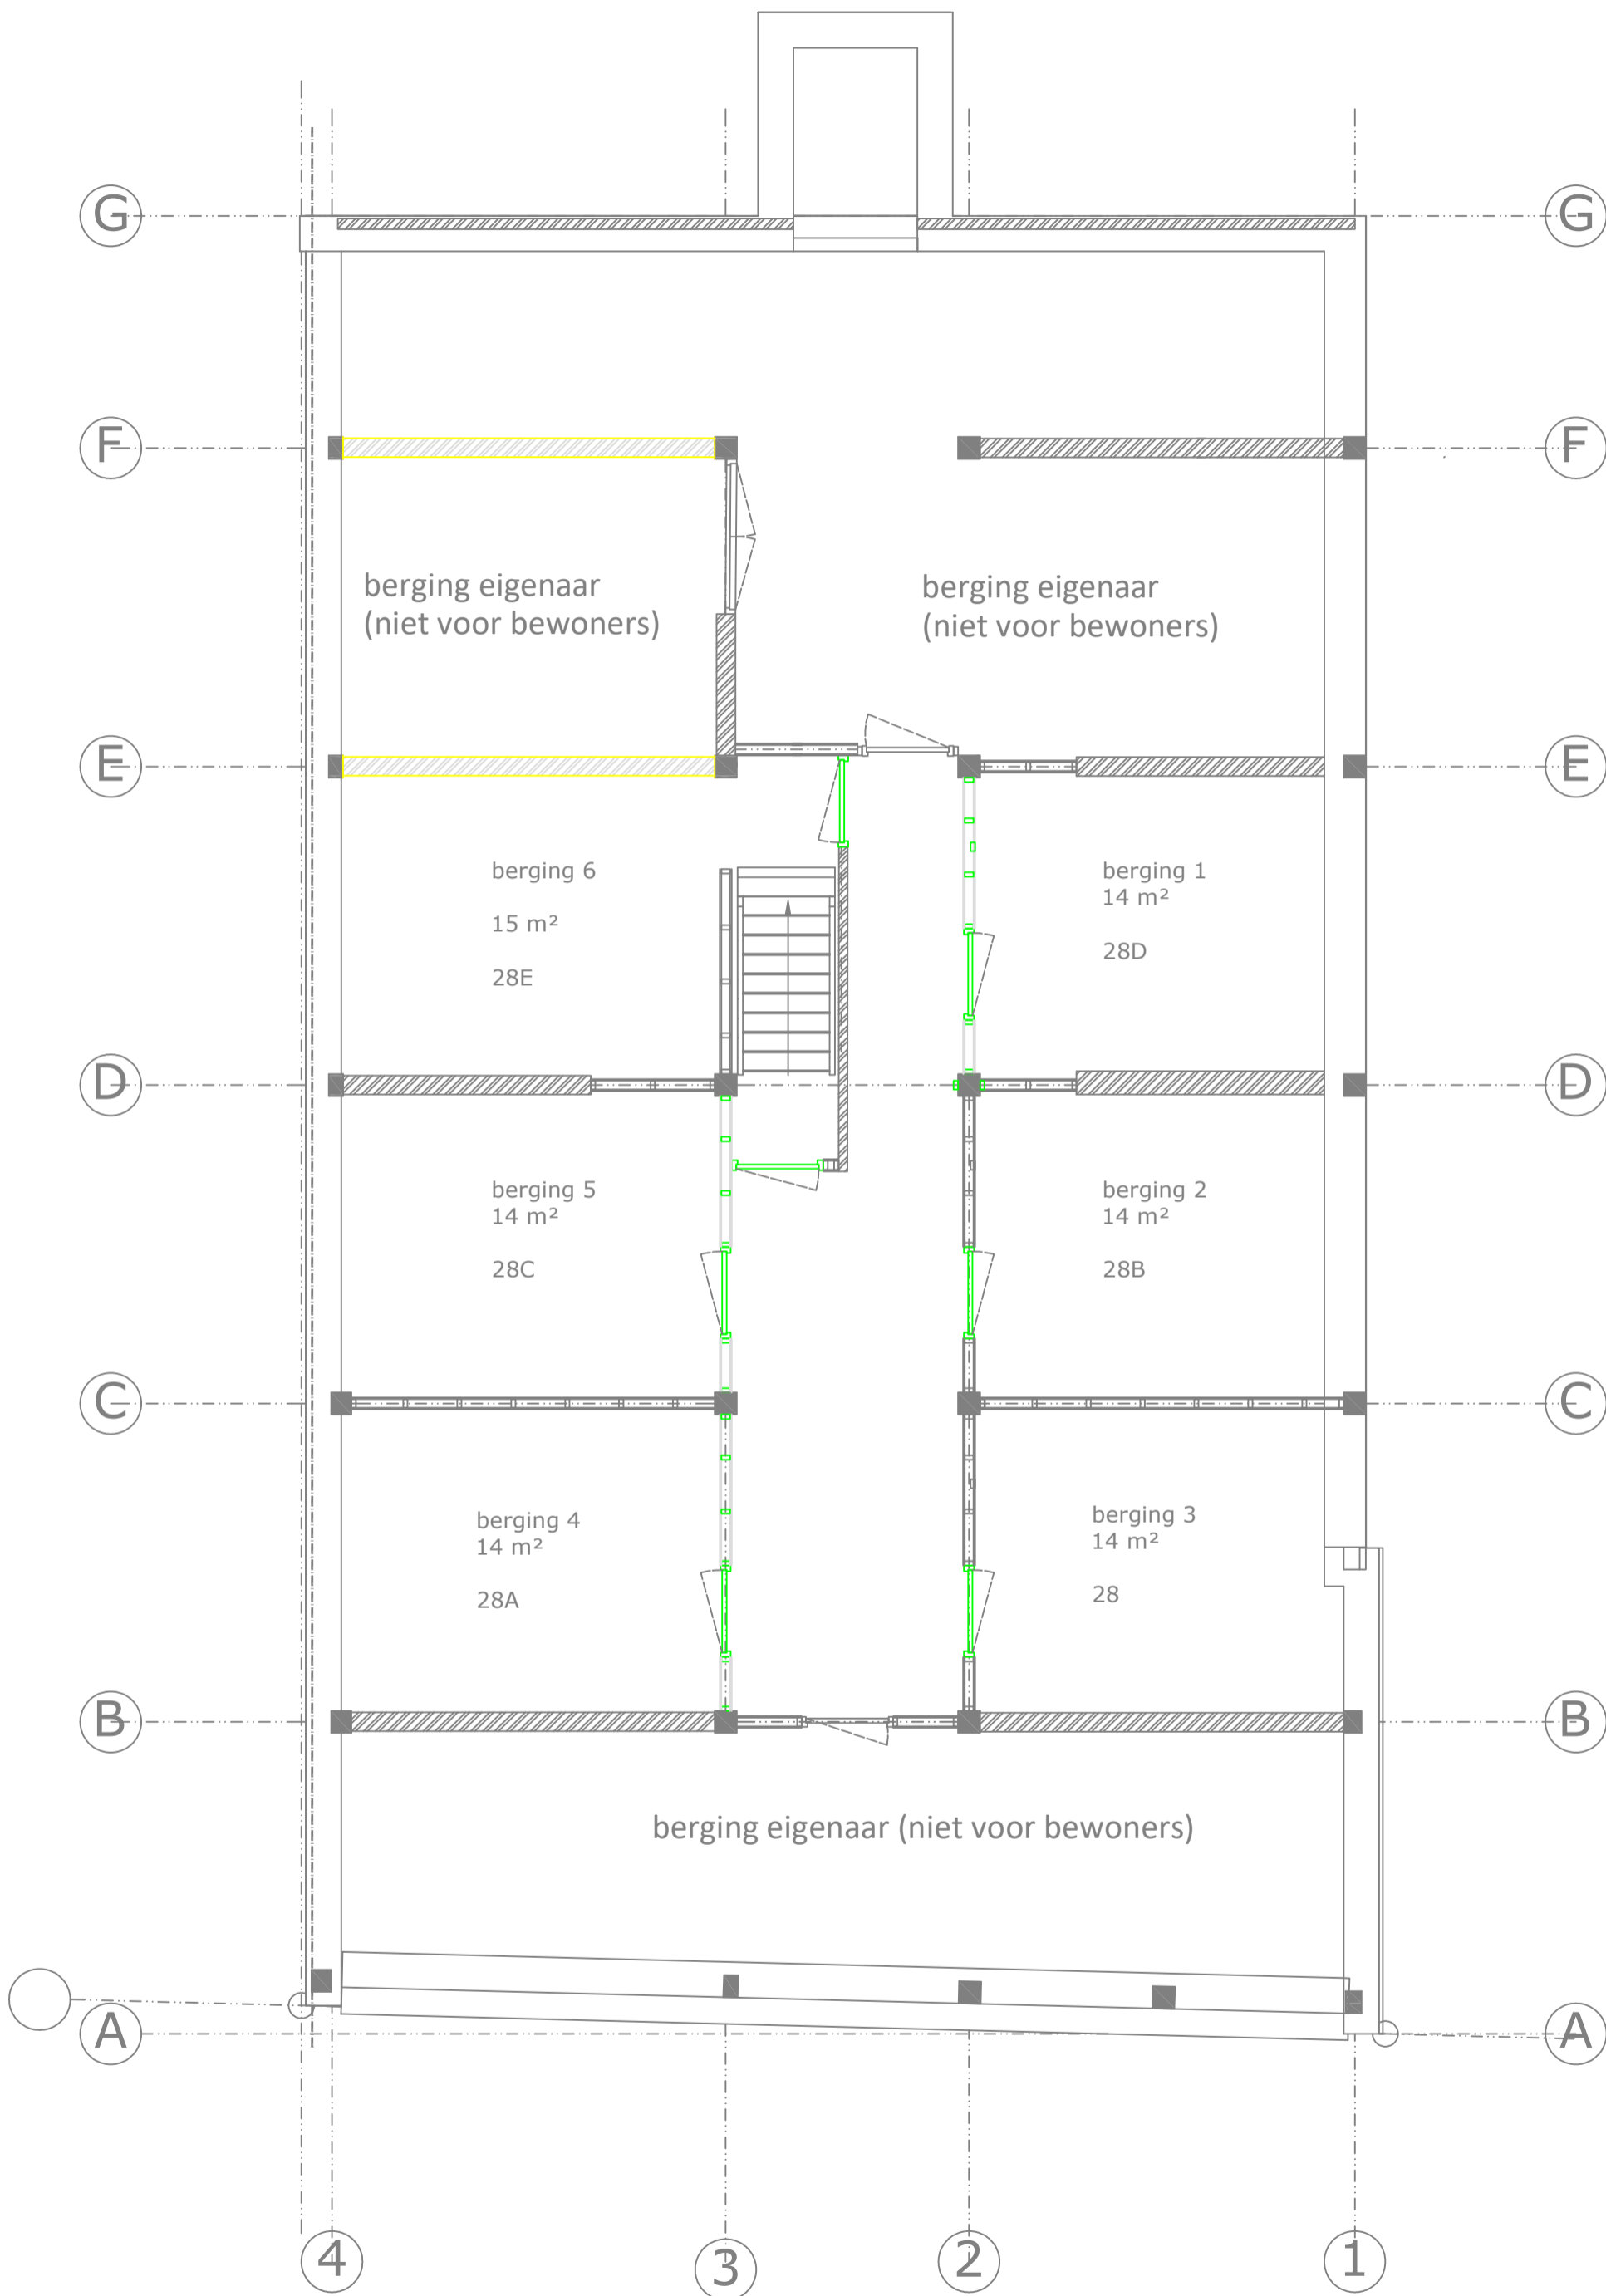 G G
F F
berging eigenaar
(niet voor bewoners)
berging eigenaar
(niet voor bewoners)
E E
berging 6
15 m²
28E
berging 1
14 m²
28D
D D
berging 5
14 m²
28C
berging 2
14 m²
28B
C C
berging 4
14 m²
28A
berging 3
14 m²
28
B B
berging eigenaar (niet voor bewoners)
A A
4 3 2 1